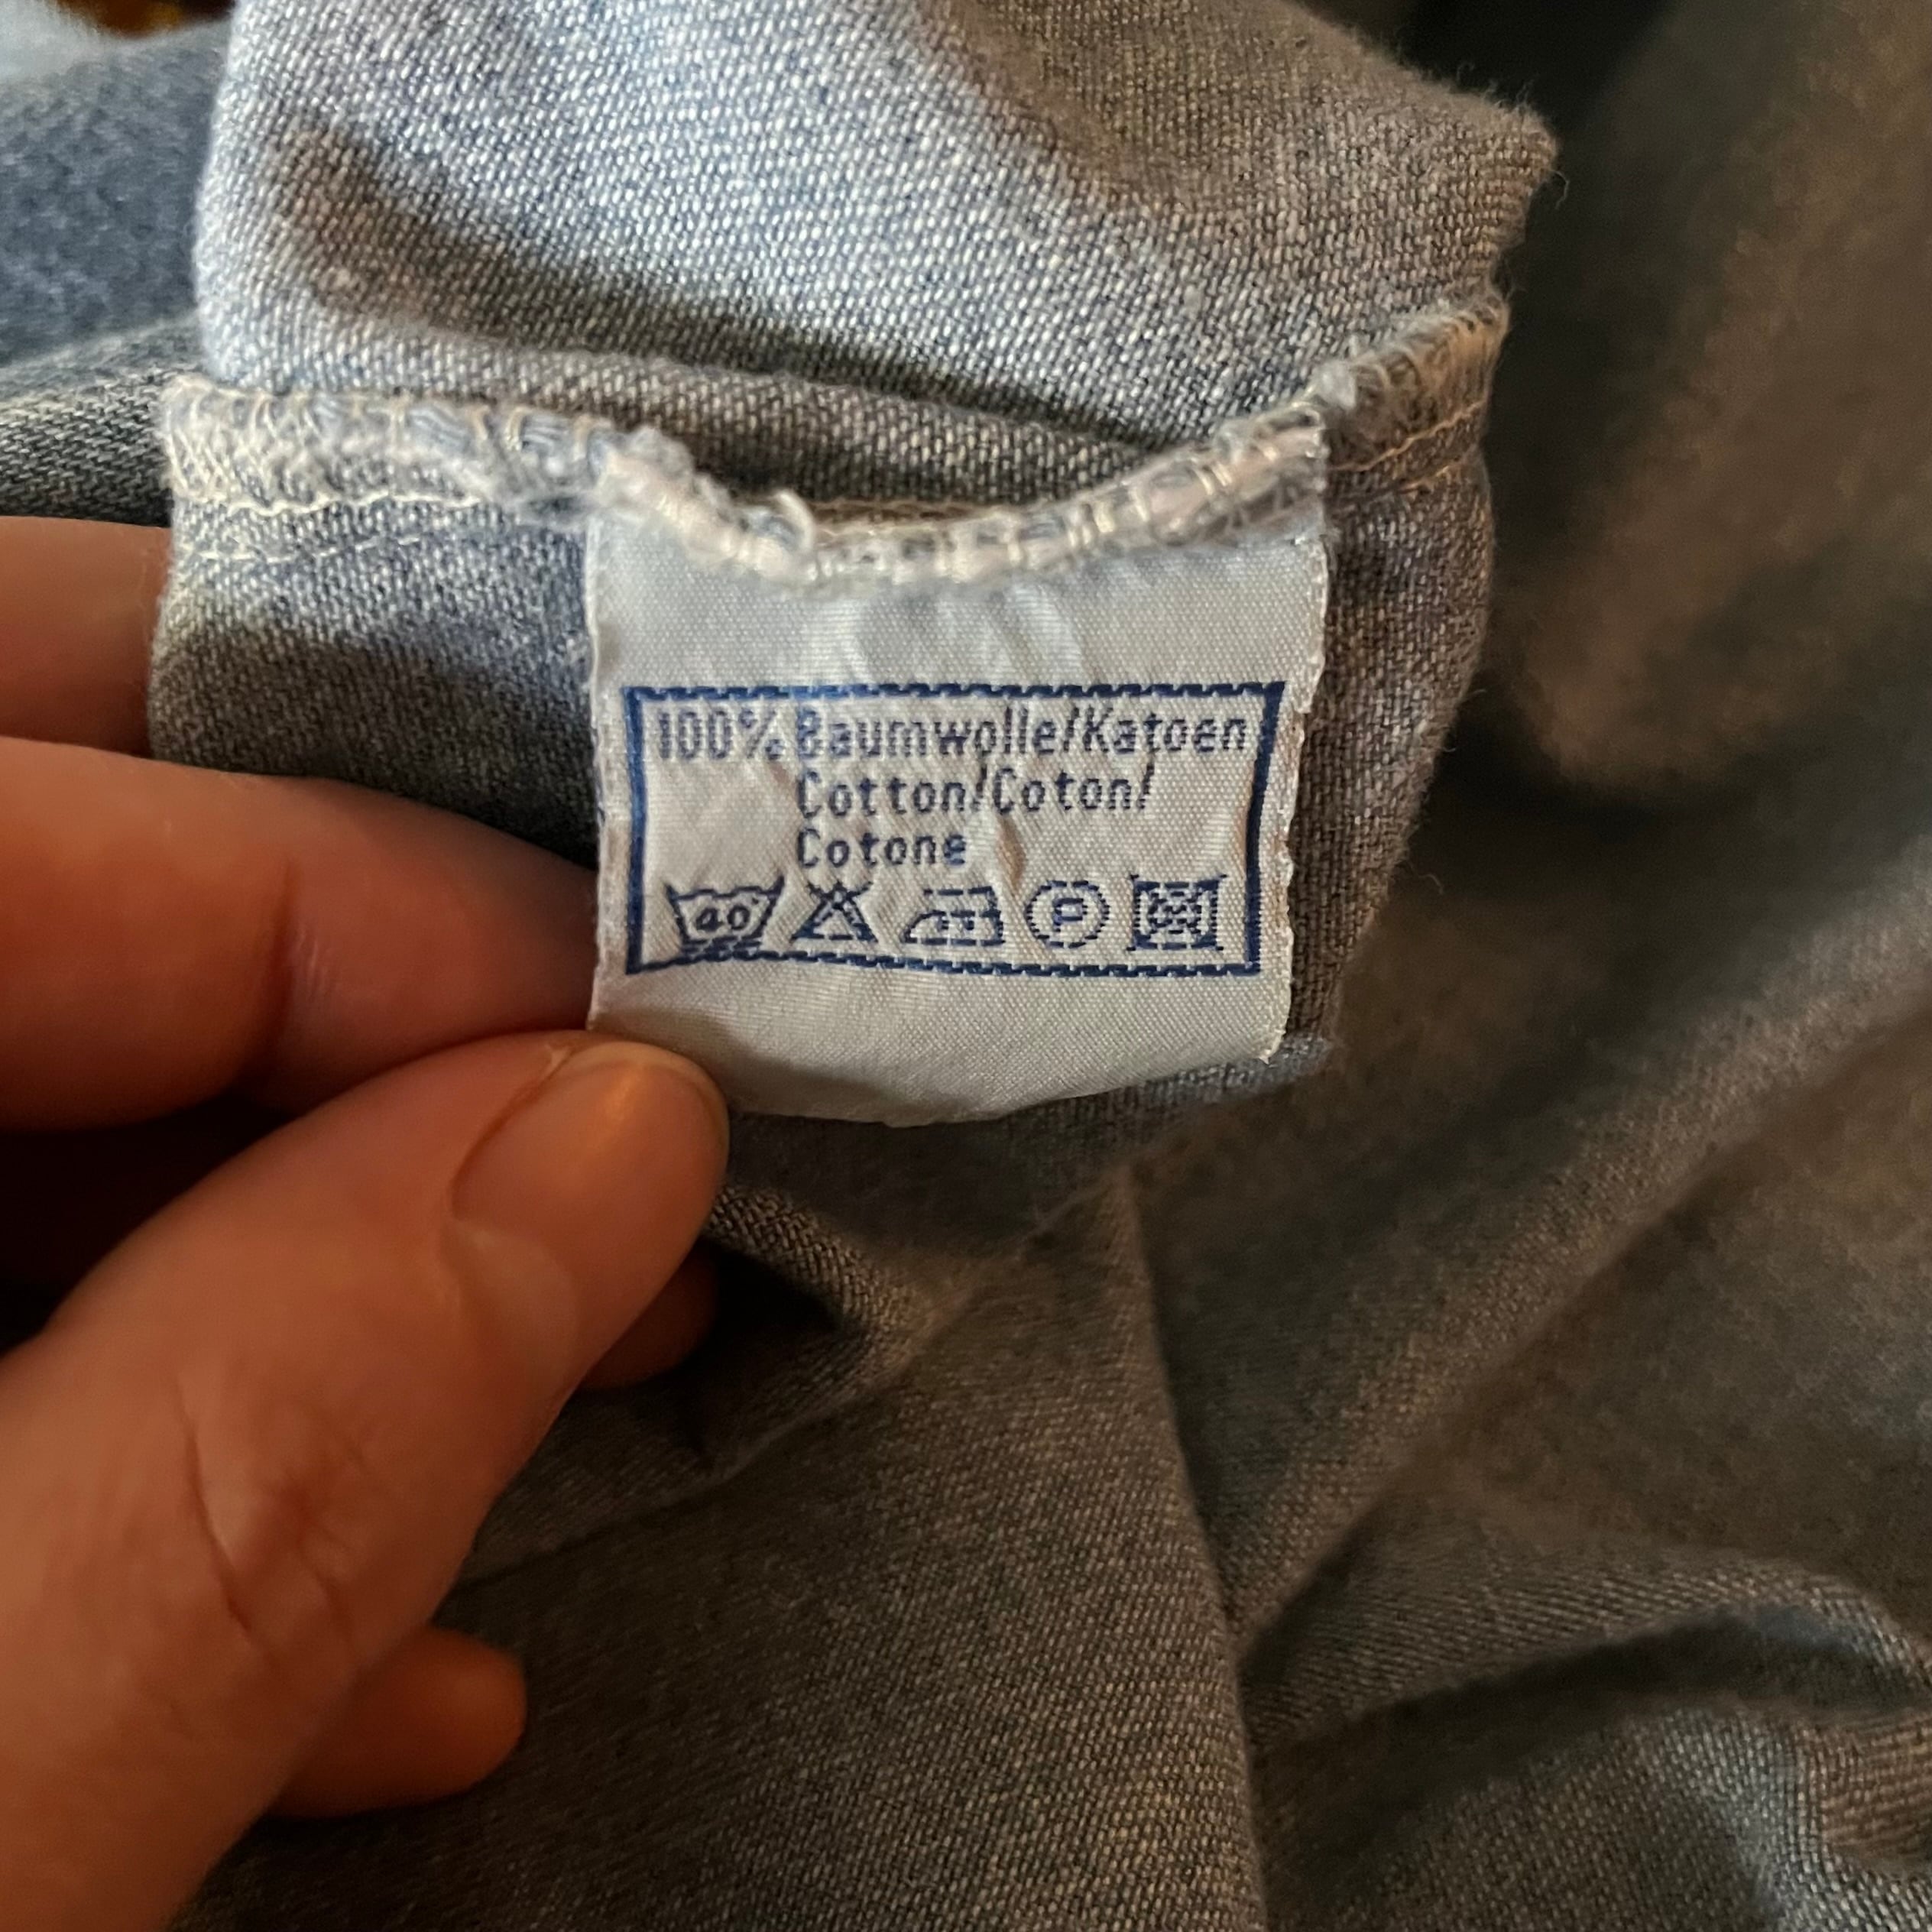 100% Baumwolle/Katoen
Cotton/Coton/
Cotone
40 P